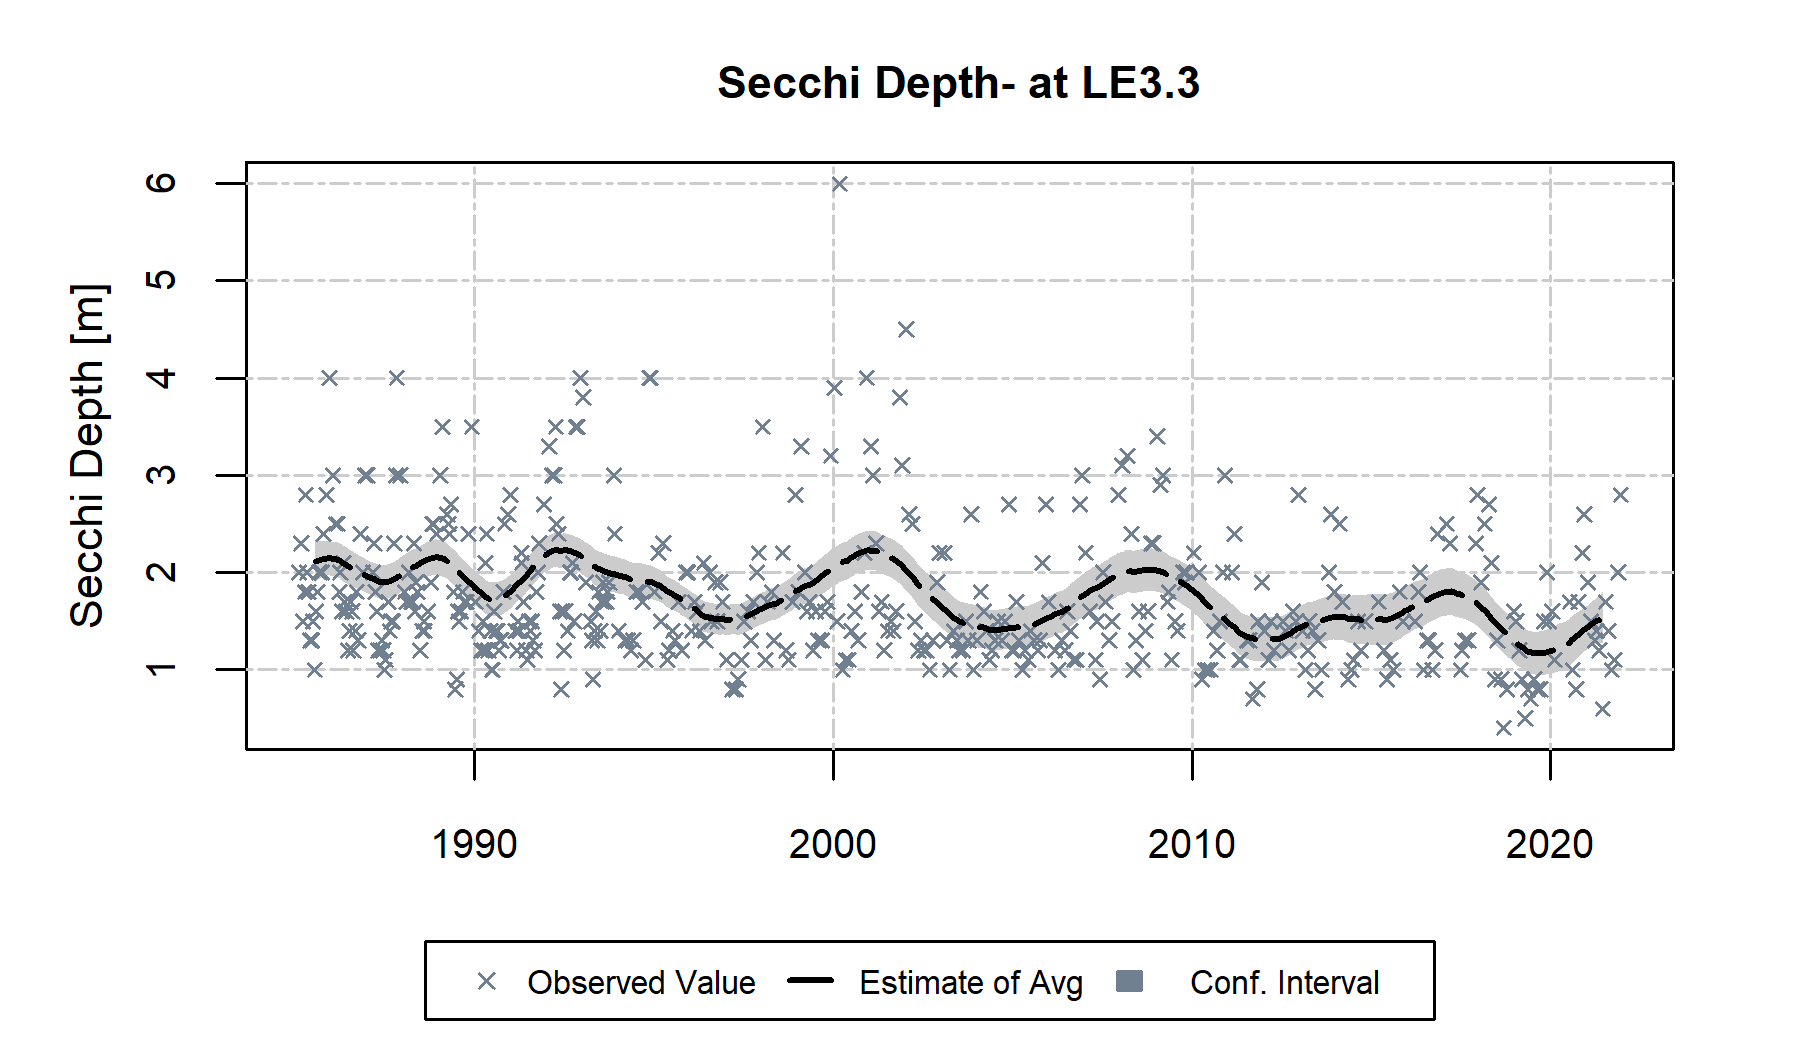 Secchi Depth- at LE3.3
Secchi Depth [m]
6
5
4
3
2
1
1990 2000 2010 2020
Observed Value Estimate of Avg Conf. Interval